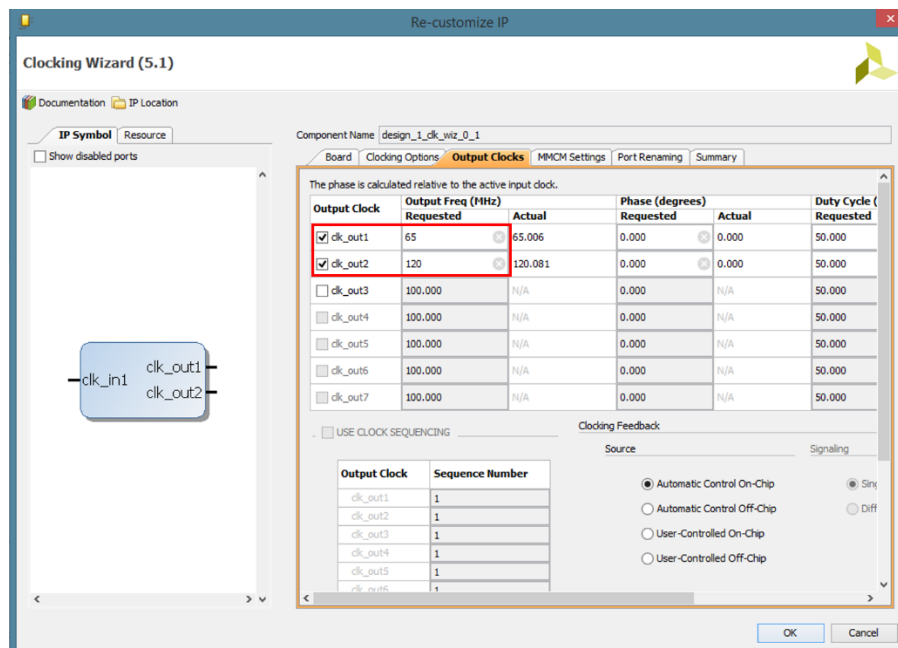 Re-customize IP
Clocking Wizard (5.1)
Documentation IP Location
IP Symbol Resource
Show disabled ports
clk_in1
clk_out1
clk_out2
Component Name design_1_clk_wiz_0_1
Board Clocking Options Output Clocks MMCM Settings Port Renaming Summary
The phase is calculated relative to the active input clock.
Output Clock Output Freq (MHz) Phase (degrees) Duty Cycle (
Requested Actual Requested Actual Requested
clk_out1 65 65.006 0.000 0.000 50.000
clk_out2 120 120.081 0.000 0.000 50.000
clk_out3 100.000 N/A 0.000 N/A 50.000
clk_out4 100.000 N/A 0.000 N/A 50.000
clk_out5 100.000 N/A 0.000 N/A 50.000
clk_out6 100.000 N/A 0.000 N/A 50.000
clk_out7 100.000 N/A 0.000 N/A 50.000
USE CLOCK SEQUENCING
Output Clock Sequence Number
clk_out1 1
clk_out2 1
clk_out3 1
clk_out4 1
clk_out5 1
clk_out6 1
Clocking Feedback
Source Signaling
Automatic Control On-Chip Sing
Automatic Control Off-Chip Diff
User-Controlled On-Chip
User-Controlled Off-Chip
OK Cancel